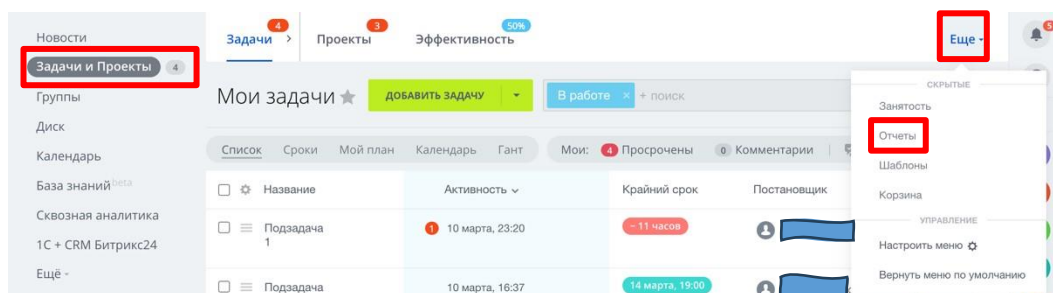 Новости
Задачи и Проекты 4
Группы
Диск
Календарь
База знаний beta
Сквозная аналитика
1С + CRM Битрикс24
Ещё -
Задачи 4 >
Проекты 3
Эффективность 50%
Еще -
Мои задачи
ДОБАВИТЬ ЗАДАЧУ
В работе × + поиск
Список Сроки Мой план Календарь Гант
Мои: 4 Просрочены 0 Комментарии
Название Активность Крайний срок Постановщик
Подзадача
1
1 10 марта, 23:20 − 11 часов
Подзадача 10 марта, 16:37 14 марта, 19:00
СКРЫТЫЕ
Занятость
Отчеты
Шаблоны
Корзина
УПРАВЛЕНИЕ
Настроить меню
Вернуть меню по умолчанию